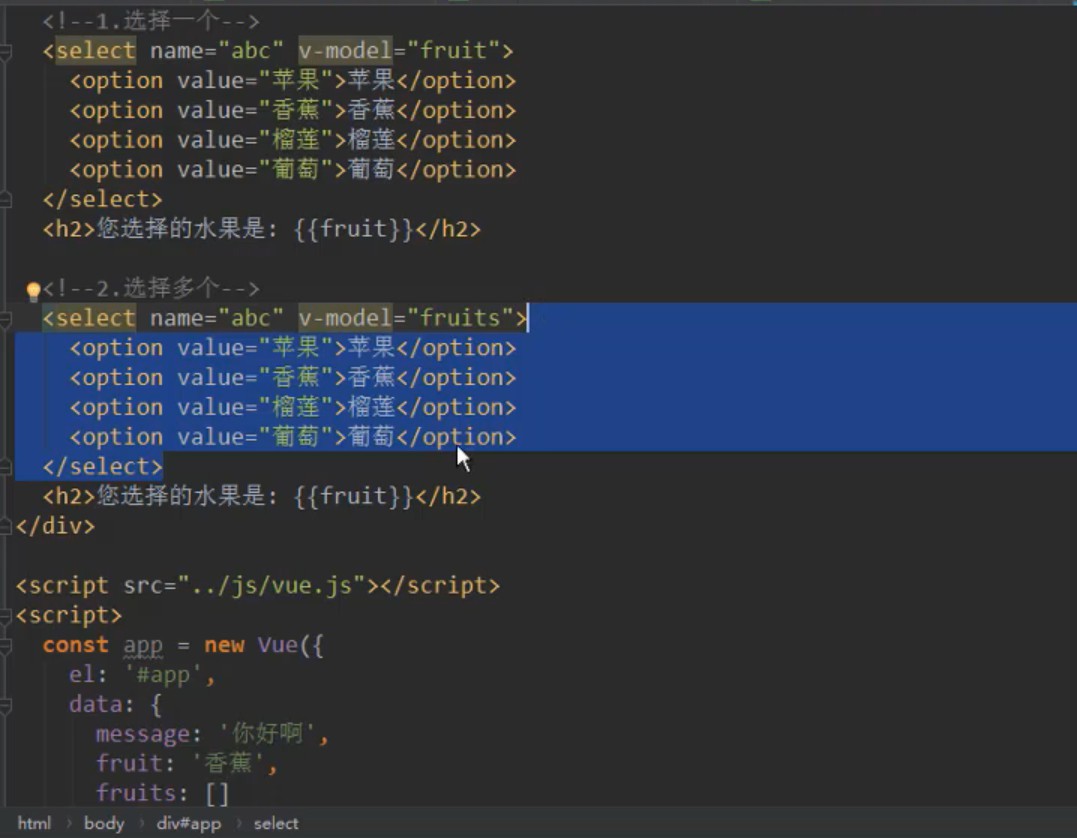 <!--1.选择一个-->
<select name="abc" v-model="fruit">
<option value="苹果">苹果</option>
<option value="香蕉">香蕉</option>
<option value="榴莲">榴莲</option>
<option value="葡萄">葡萄</option>
</select>
<h2>您选择的水果是: {{fruit}}</h2>
<!--2.选择多个-->
<select name="abc" v-model="fruits">
<option value="苹果">苹果</option>
<option value="香蕉">香蕉</option>
<option value="榴莲">榴莲</option>
<option value="葡萄">葡萄</option>
</select>
<h2>您选择的水果是: {{fruit}}</h2>
</div>
<script src="../js/vue.js"></script>
<script>
const app = new Vue({
el: '#app',
data: {
message: '你好啊',
fruit: '香蕉',
fruits: []
html › body › div#app › select